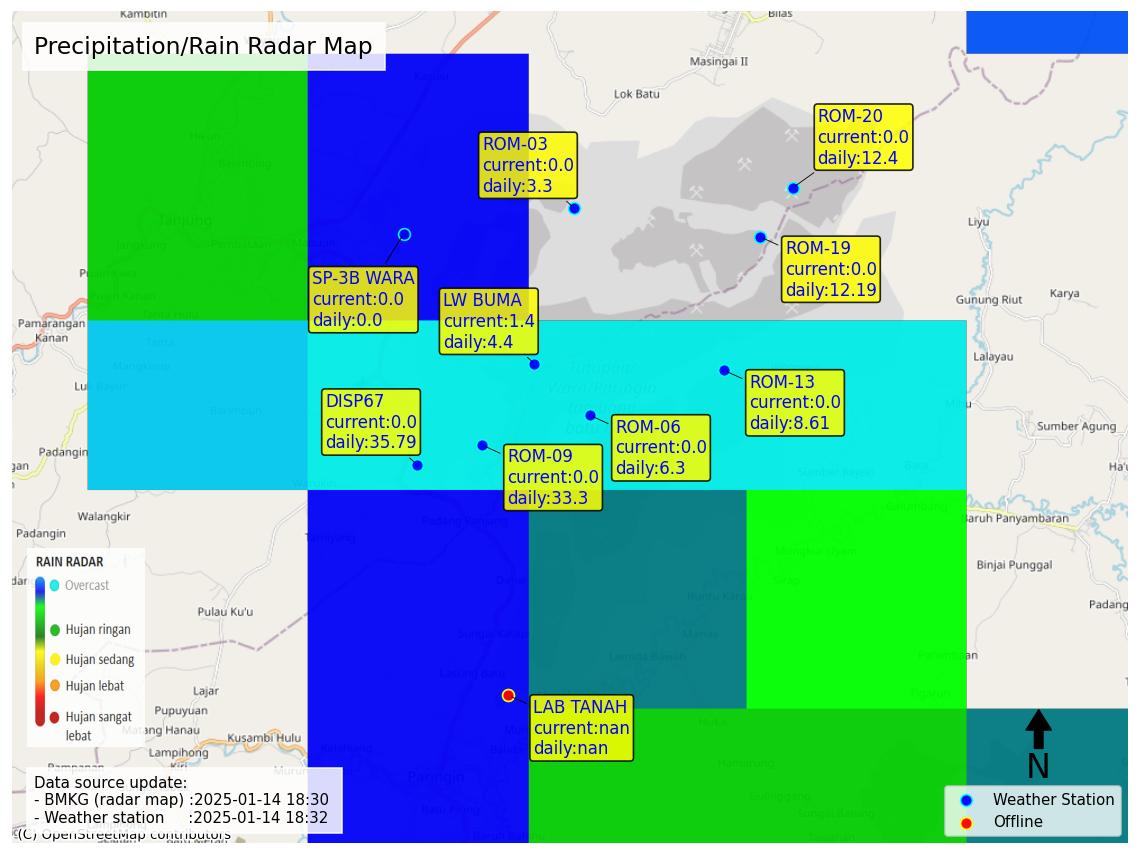 Kambitin
Bilas
Precipitation/Rain Radar Map
Masingai II
Lok Batu
ROM-20
current:0.0
daily:12.4
ROM-03
current:0.0
daily:3.3
Tanjung
Liyu
ROM-19
current:0.0
daily:12.19
SP-3B WARA
current:0.0
daily:0.0
LW BUMA
current:1.4
daily:4.4
Gunung Riut
Karya
Pamarangan
Kanan
Lalayau
ROM-13
current:0.0
daily:8.61
DISP67
current:0.0
daily:35.79
ROM-06
current:0.0
daily:6.3
Sumber Agung
ROM-09
current:0.0
daily:33.3
Walangkir
Padangin
Baruh Panyambaran
Binjai Punggal
Padang
RAIN RADAR
Overcast
Hujan ringan
Hujan sedang
Hujan lebat
Hujan sangat
lebat
Pulau Ku'u
Lajar
Pupuyuan
Matang Hanau
Lampihong
Kusambi Hulu
LAB TANAH
current:nan
daily:nan
Paringin
N
Data source update:
- BMKG (radar map) :2025-01-14 18:30
- Weather station :2025-01-14 18:32
(C) OpenStreetMap contributors
Weather Station
Offline